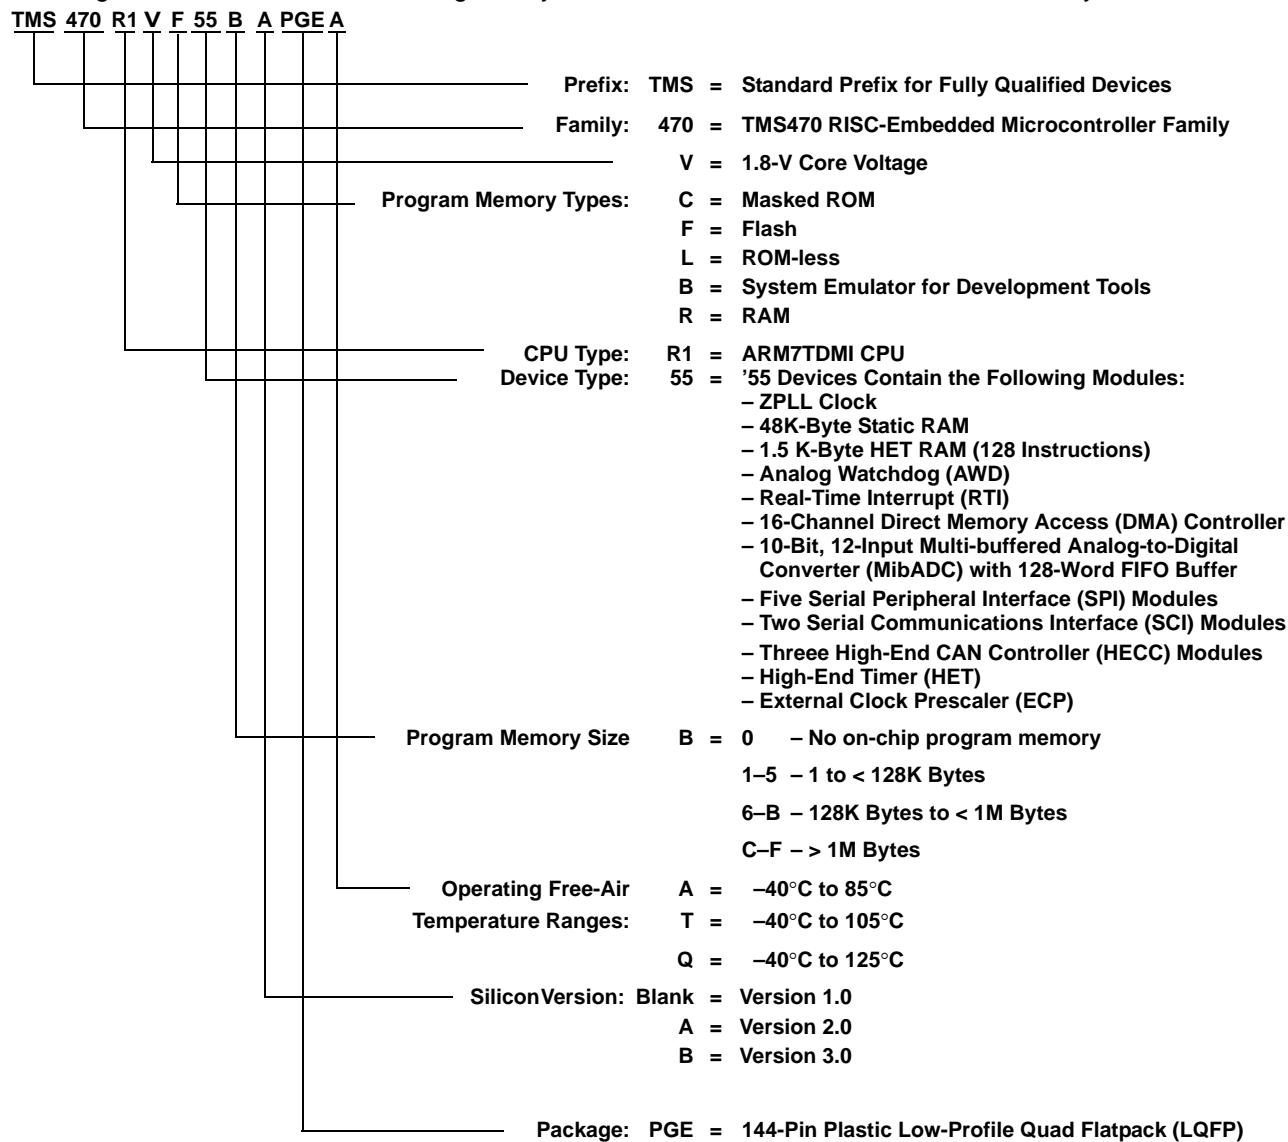 TMS 470 R1 V F 55 B A PGE A
Prefix: TMS = Standard Prefix for Fully Qualified Devices
Family: 470 = TMS470 RISC-Embedded Microcontroller Family
V = 1.8-V Core Voltage
Program Memory Types: C = Masked ROM
F = Flash
L = ROM-less
B = System Emulator for Development Tools
R = RAM
CPU Type: R1 = ARM7TDMI CPU
Device Type: 55 = '55 Devices Contain the Following Modules:
– ZPLL Clock
– 48K-Byte Static RAM
– 1.5 K-Byte HET RAM (128 Instructions)
– Analog Watchdog (AWD)
– Real-Time Interrupt (RTI)
– 16-Channel Direct Memory Access (DMA) Controller
– 10-Bit, 12-Input Multi-buffered Analog-to-Digital
Converter (MibADC) with 128-Word FIFO Buffer
– Five Serial Peripheral Interface (SPI) Modules
– Two Serial Communications Interface (SCI) Modules
– Threee High-End CAN Controller (HECC) Modules
– High-End Timer (HET)
– External Clock Prescaler (ECP)
Program Memory Size B = 0 – No on-chip program memory
1–5 – 1 to < 128K Bytes
6–B – 128K Bytes to < 1M Bytes
C–F – > 1M Bytes
Operating Free-Air A = –40°C to 85°C
Temperature Ranges: T = –40°C to 105°C
Q = –40°C to 125°C
SiliconVersion: Blank = Version 1.0
A = Version 2.0
B = Version 3.0
Package: PGE = 144-Pin Plastic Low-Profile Quad Flatpack (LQFP)